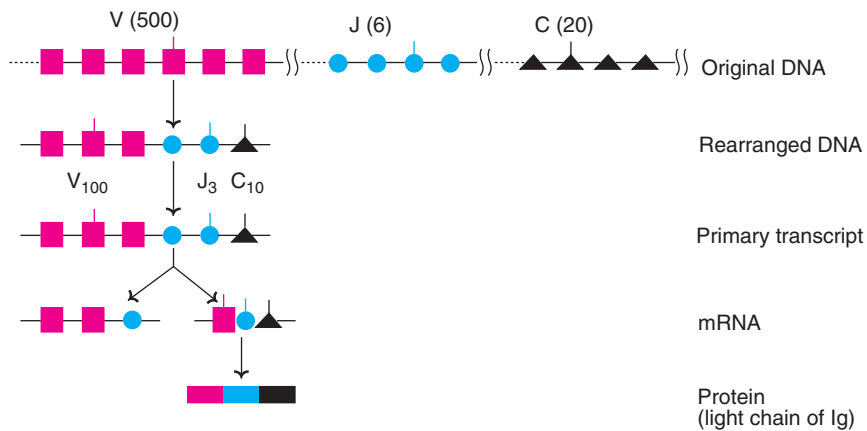 V (500)
J (6)
C (20)
Original DNA
Rearranged DNA
V₁₀₀
J₃
C₁₀
Primary transcript
mRNA
Protein
(light chain of Ig)